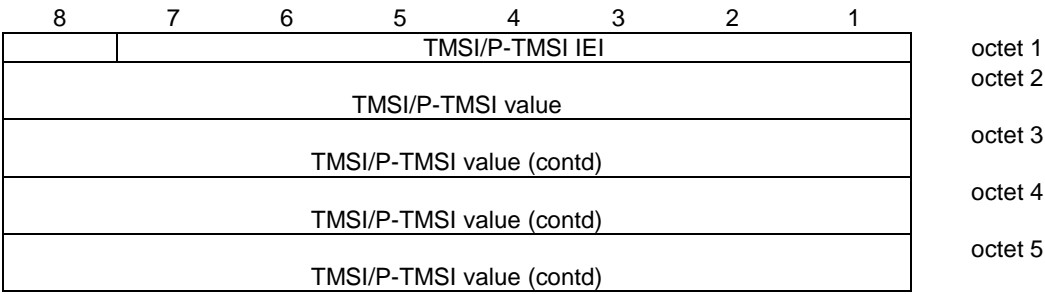 8 7 6 5 4 3 2 1
TMSI/P-TMSI IEI octet 1
octet 2
TMSI/P-TMSI value
octet 3
TMSI/P-TMSI value (contd)
octet 4
TMSI/P-TMSI value (contd)
octet 5
TMSI/P-TMSI value (contd)